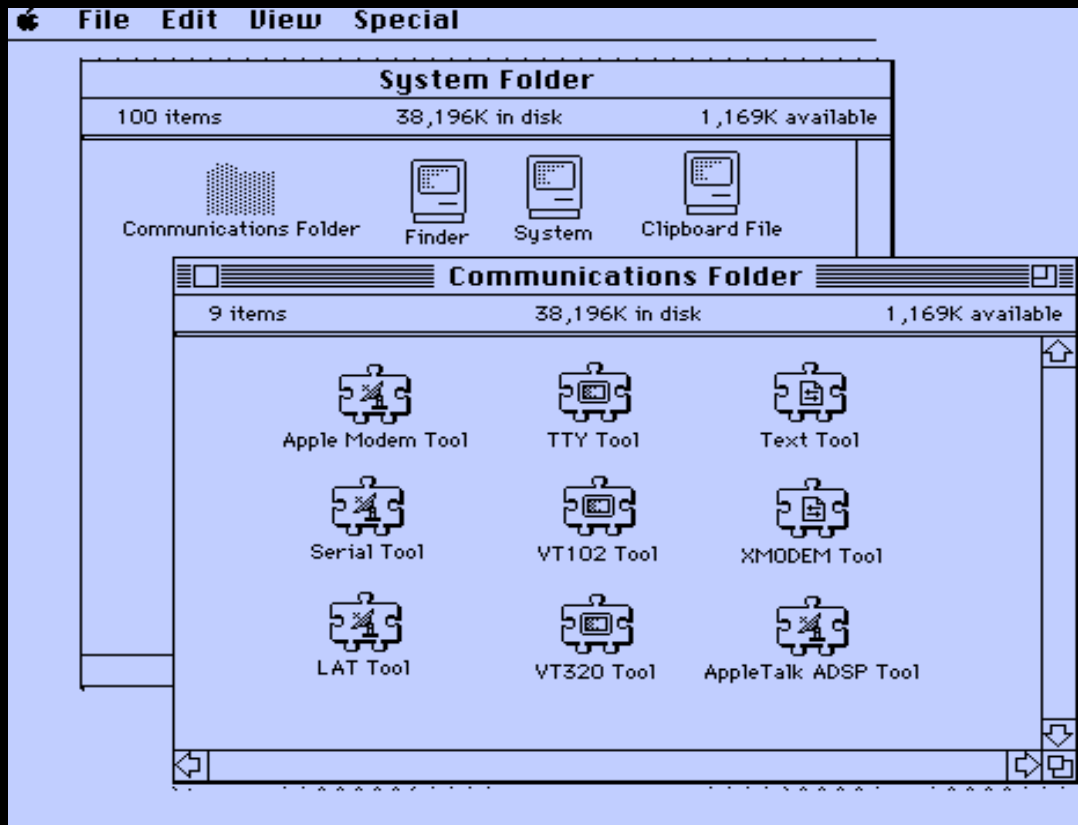 File Edit View Special
System Folder
100 items 38,196K in disk 1,169K available
Communications Folder Finder System Clipboard File
Communications Folder
9 items 38,196K in disk 1,169K available
Apple Modem Tool TTY Tool Text Tool
Serial Tool VT102 Tool XMODEM Tool
LAT Tool VT320 Tool AppleTalk ADSP Tool